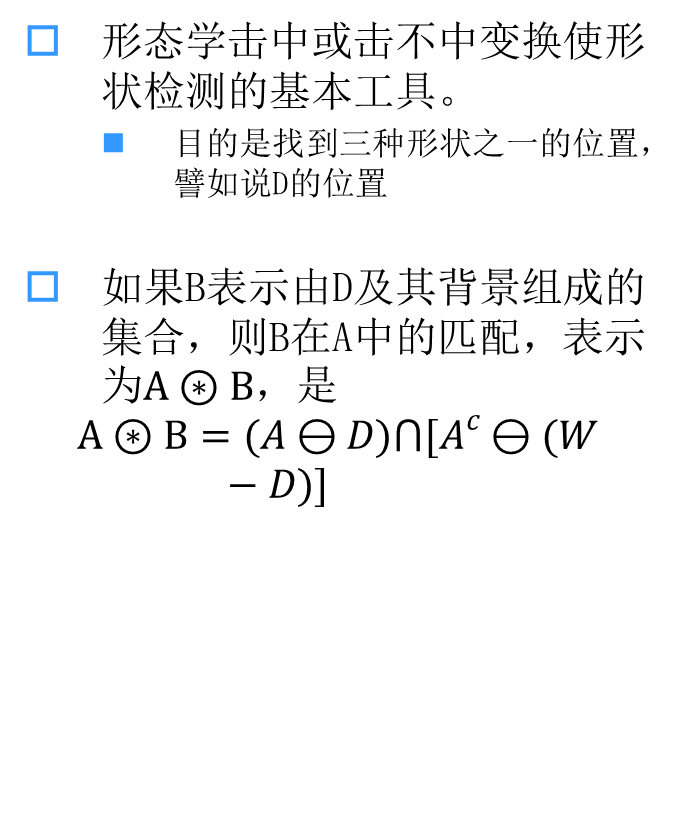 形态学击中或击不中变换使形
状检测的基本工具。
目的是找到三种形状之一的位置，
譬如说D的位置
如果B表示由D及其背景组成的
集合，则B在A中的匹配，表示
为A ⊛ B，是
A ⊛ B = (A ⊖ D)∩[Aᶜ ⊖ (W
− D)]